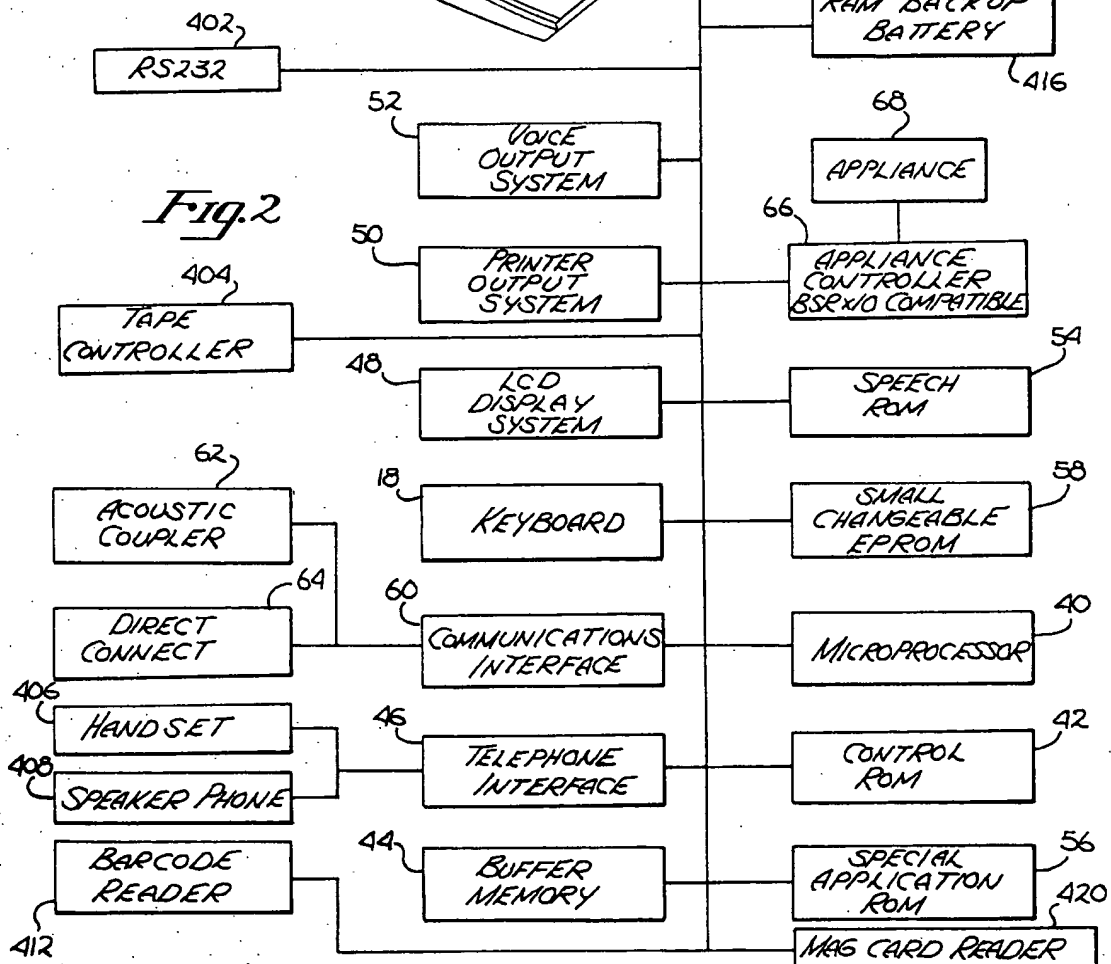 402
RS232
RAM BACKUP
BATTERY
416
52
VOICE
OUTPUT
SYSTEM
68
APPLIANCE
Fig. 2
50
PRINTER
OUTPUT
SYSTEM
66
APPLIANCE
CONTROLLER
BSRX10 COMPATIBLE
404
TAPE
CONTROLLER
48
LCD
DISPLAY
SYSTEM
54
SPEECH
ROM
62
ACOUSTIC
COUPLER
18
KEYBOARD
58
SMALL
CHANGEABLE
EPROM
64
DIRECT
CONNECT
60
COMMUNICATIONS
INTERFACE
40
MICROPROCESSOR
406
HANDSET
408
SPEAKER PHONE
46
TELEPHONE
INTERFACE
42
CONTROL
ROM
BARCODE
READER
412
44
BUFFER
MEMORY
56
SPECIAL
APPLICATION
ROM
420
MAG CARD READER